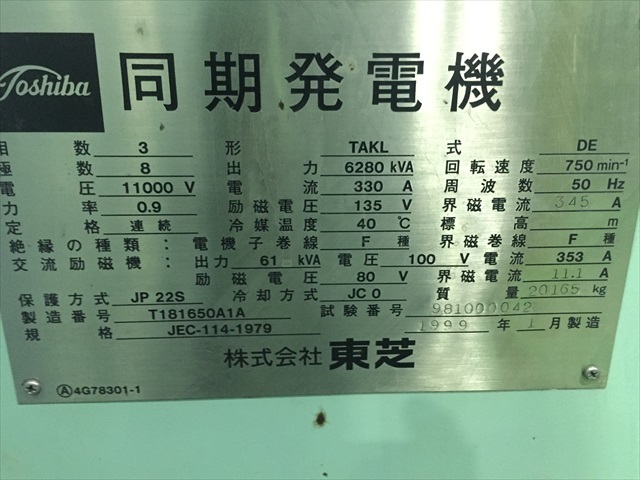 Toshiba 同期発電機
相数 3 形 TAKL 式 DE
極数 8 出力 6280 kVA 回転速度 750 min⁻¹
電圧 11000 V 電流 330 A 周波数 50 Hz
力率 0.9 励磁電圧 135 V 界磁電流 345 A
定格 連続 冷媒温度 40 ℃ 標高 m
絶縁の種類：電機子巻線 F 種 界磁巻線 F 種
交流励磁機：出力 61 kVA 電圧 100 V 電流 353 A
励磁電圧 80 V 界磁電流 11.1 A
保護方式 JP 22S 冷却方式 JC 0 質量 20165 kg
製造番号 T181650A1A 試験番号 981000042
規格 JEC-114-1979 1999 年 1 月製造
株式会社 東芝
Ⓐ4G78301-1